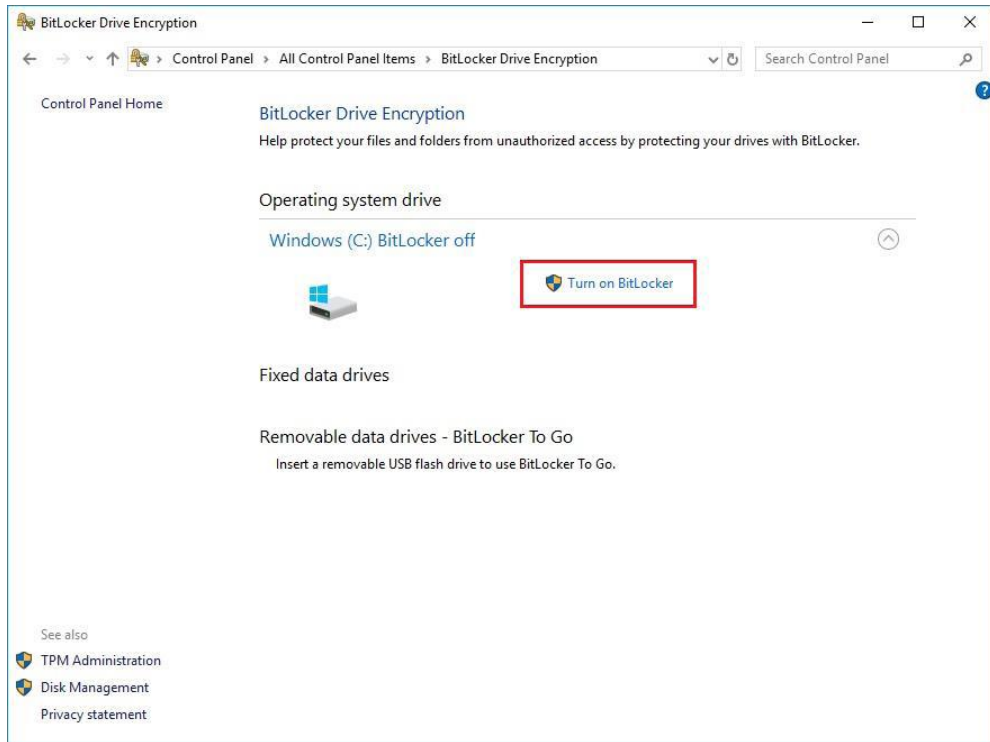 BitLocker Drive Encryption
Control Panel > All Control Panel Items > BitLocker Drive Encryption
Search Control Panel
Control Panel Home
?
BitLocker Drive Encryption
Help protect your files and folders from unauthorized access by protecting your drives with BitLocker.
Operating system drive
Windows (C:) BitLocker off
Turn on BitLocker
Fixed data drives
Removable data drives - BitLocker To Go
Insert a removable USB flash drive to use BitLocker To Go.
See also
TPM Administration
Disk Management
Privacy statement